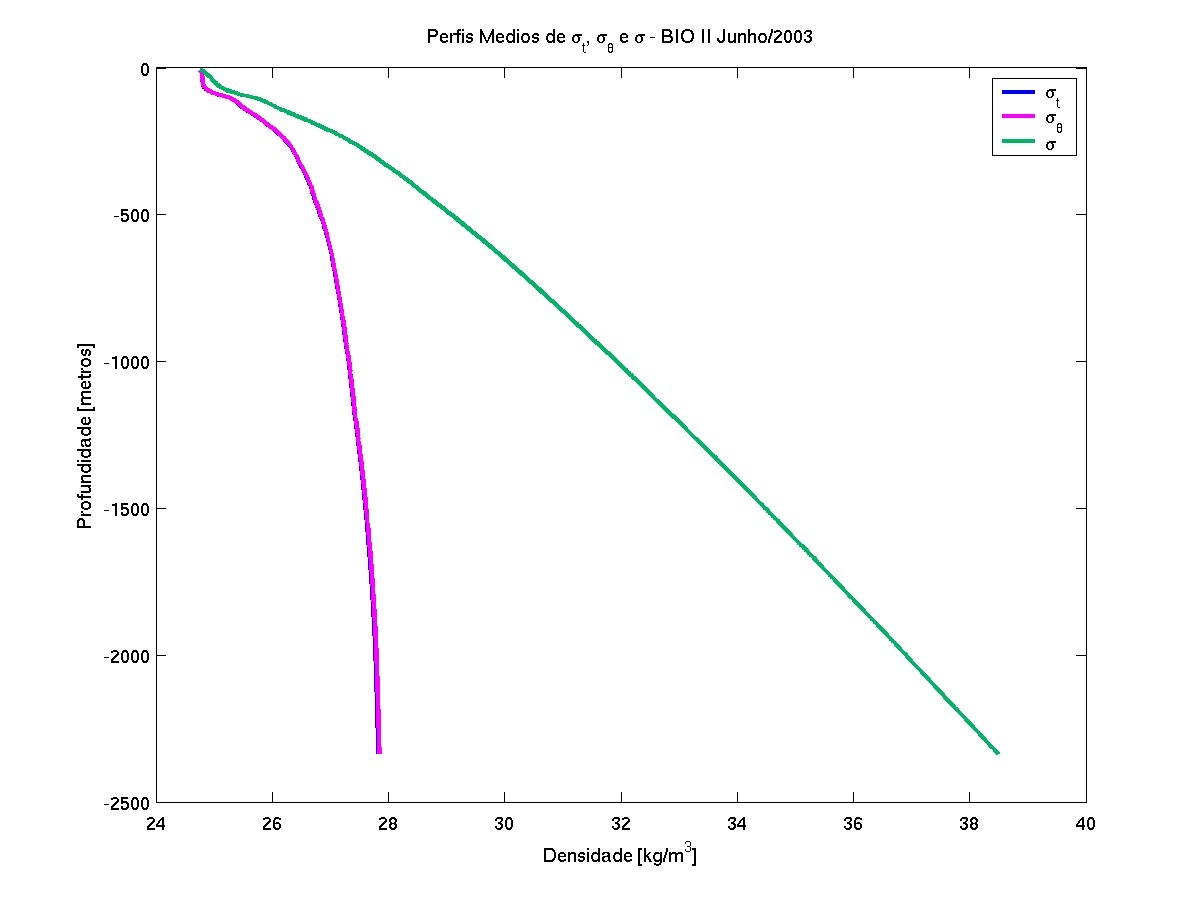 Perfis Medios de σt, σθ e σ - BIO II Junho/2003
σt
σθ
σ
0
-500
-1000
-1500
-2000
-2500
Profundidade [metros]
24 26 28 30 32 34 36 38 40
Densidade [kg/m3]